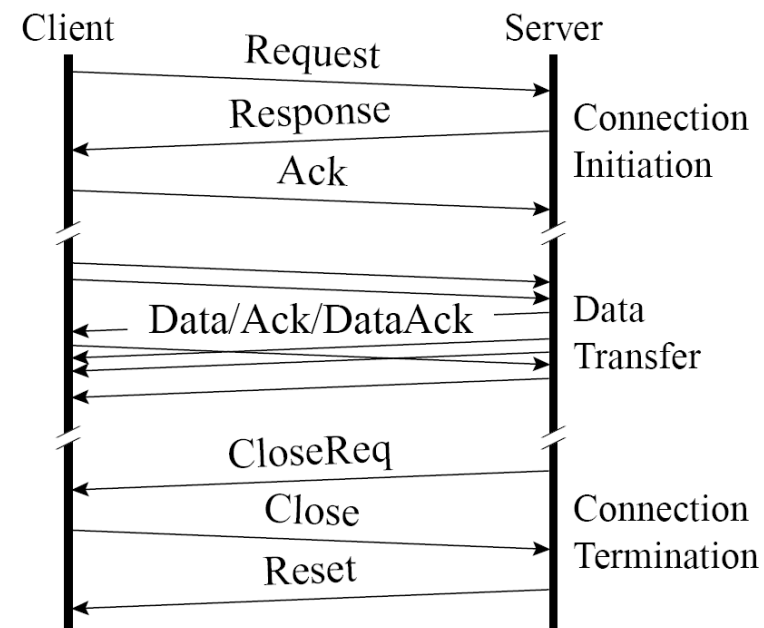 Client
Server
Request
Response
Ack
Connection
Initiation
Data/Ack/DataAck
Data
Transfer
CloseReq
Close
Reset
Connection
Termination